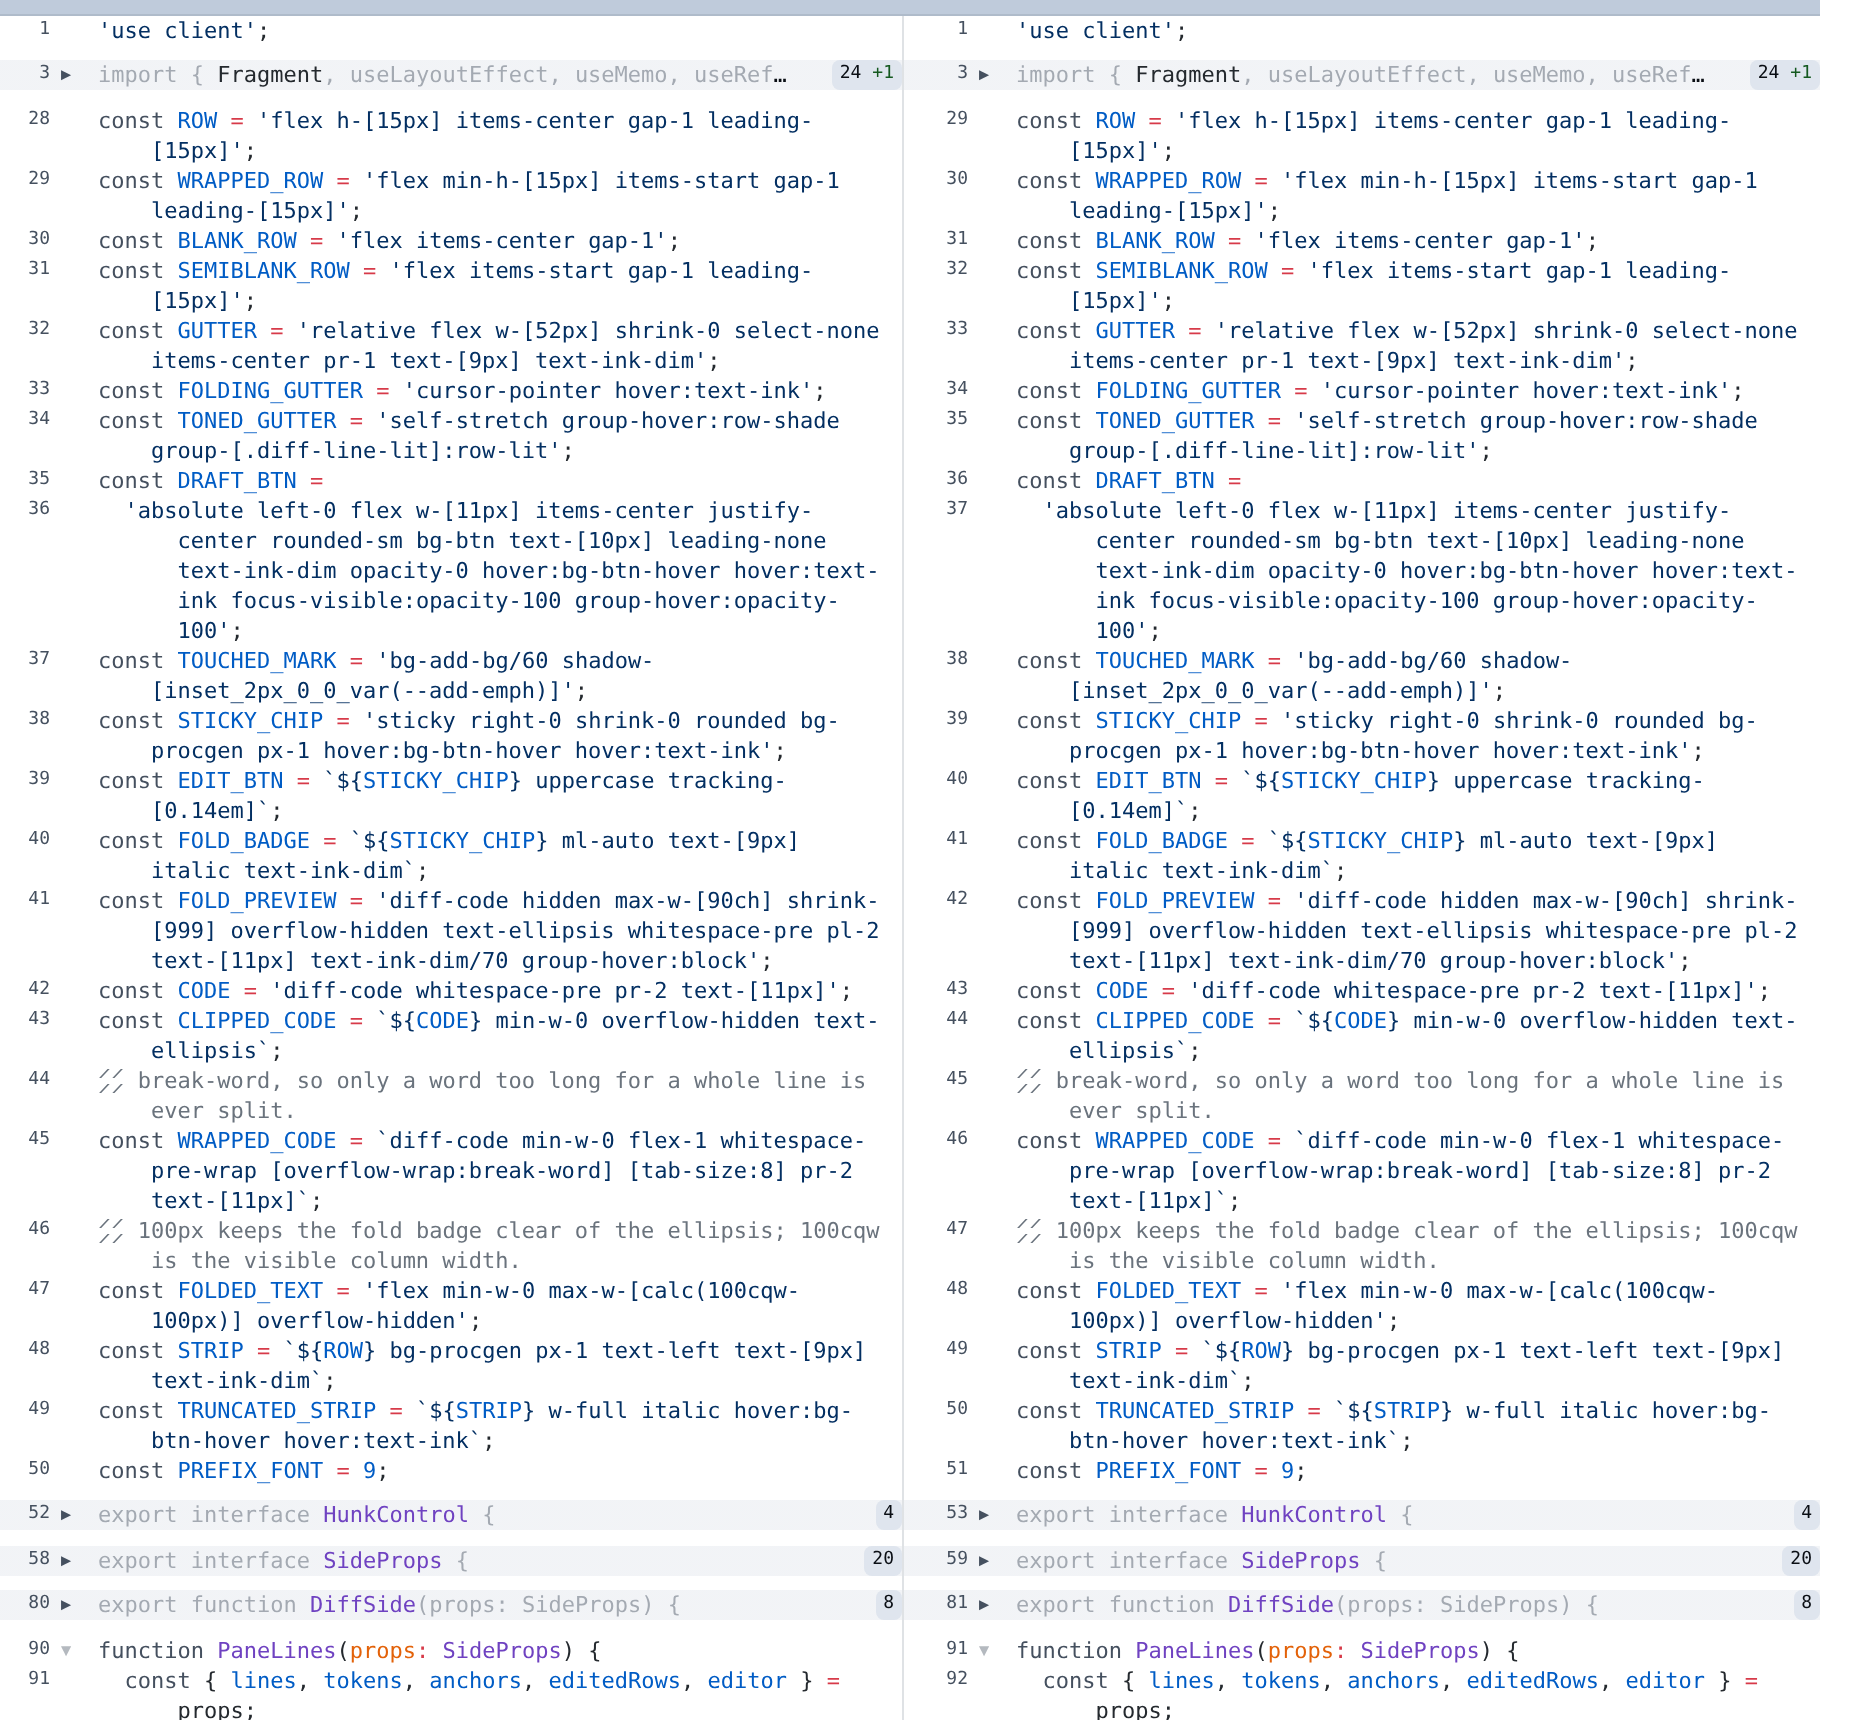 1 'use client';
3 ▶ import { Fragment, useLayoutEffect, useMemo, useRef… 24 +1
28 const ROW = 'flex h-[15px] items-center gap-1 leading-
[15px]';
29 const WRAPPED_ROW = 'flex min-h-[15px] items-start gap-1
leading-[15px]';
30 const BLANK_ROW = 'flex items-center gap-1';
31 const SEMIBLANK_ROW = 'flex items-start gap-1 leading-
[15px]';
32 const GUTTER = 'relative flex w-[52px] shrink-0 select-none
items-center pr-1 text-[9px] text-ink-dim';
33 const FOLDING_GUTTER = 'cursor-pointer hover:text-ink';
34 const TONED_GUTTER = 'self-stretch group-hover:row-shade
group-[.diff-line-lit]:row-lit';
35 const DRAFT_BTN =
36 'absolute left-0 flex w-[11px] items-center justify-
center rounded-sm bg-btn text-[10px] leading-none
text-ink-dim opacity-0 hover:bg-btn-hover hover:text-
ink focus-visible:opacity-100 group-hover:opacity-
100';
37 const TOUCHED_MARK = 'bg-add-bg/60 shadow-
[inset_2px_0_0_var(--add-emph)]';
38 const STICKY_CHIP = 'sticky right-0 shrink-0 rounded bg-
procgen px-1 hover:bg-btn-hover hover:text-ink';
39 const EDIT_BTN = `${STICKY_CHIP} uppercase tracking-
[0.14em]`;
40 const FOLD_BADGE = `${STICKY_CHIP} ml-auto text-[9px]
italic text-ink-dim`;
41 const FOLD_PREVIEW = 'diff-code hidden max-w-[90ch] shrink-
[999] overflow-hidden text-ellipsis whitespace-pre pl-2
text-[11px] text-ink-dim/70 group-hover:block';
42 const CODE = 'diff-code whitespace-pre pr-2 text-[11px]';
43 const CLIPPED_CODE = `${CODE} min-w-0 overflow-hidden text-
ellipsis`;
44 // break-word, so only a word too long for a whole line is
ever split.
45 const WRAPPED_CODE = `diff-code min-w-0 flex-1 whitespace-
pre-wrap [overflow-wrap:break-word] [tab-size:8] pr-2
text-[11px]`;
46 // 100px keeps the fold badge clear of the ellipsis; 100cqw
is the visible column width.
47 const FOLDED_TEXT = 'flex min-w-0 max-w-[calc(100cqw-
100px)] overflow-hidden';
48 const STRIP = `${ROW} bg-procgen px-1 text-left text-[9px]
text-ink-dim`;
49 const TRUNCATED_STRIP = `${STRIP} w-full italic hover:bg-
btn-hover hover:text-ink`;
50 const PREFIX_FONT = 9;
52 ▶ export interface HunkControl { 4
58 ▶ export interface SideProps { 20
80 ▶ export function DiffSide(props: SideProps) { 8
90 ▼ function PaneLines(props: SideProps) {
91 const { lines, tokens, anchors, editedRows, editor } =
props;
1 'use client';
3 ▶ import { Fragment, useLayoutEffect, useMemo, useRef… 24 +1
29 const ROW = 'flex h-[15px] items-center gap-1 leading-
[15px]';
30 const WRAPPED_ROW = 'flex min-h-[15px] items-start gap-1
leading-[15px]';
31 const BLANK_ROW = 'flex items-center gap-1';
32 const SEMIBLANK_ROW = 'flex items-start gap-1 leading-
[15px]';
33 const GUTTER = 'relative flex w-[52px] shrink-0 select-none
items-center pr-1 text-[9px] text-ink-dim';
34 const FOLDING_GUTTER = 'cursor-pointer hover:text-ink';
35 const TONED_GUTTER = 'self-stretch group-hover:row-shade
group-[.diff-line-lit]:row-lit';
36 const DRAFT_BTN =
37 'absolute left-0 flex w-[11px] items-center justify-
center rounded-sm bg-btn text-[10px] leading-none
text-ink-dim opacity-0 hover:bg-btn-hover hover:text-
ink focus-visible:opacity-100 group-hover:opacity-
100';
38 const TOUCHED_MARK = 'bg-add-bg/60 shadow-
[inset_2px_0_0_var(--add-emph)]';
39 const STICKY_CHIP = 'sticky right-0 shrink-0 rounded bg-
procgen px-1 hover:bg-btn-hover hover:text-ink';
40 const EDIT_BTN = `${STICKY_CHIP} uppercase tracking-
[0.14em]`;
41 const FOLD_BADGE = `${STICKY_CHIP} ml-auto text-[9px]
italic text-ink-dim`;
42 const FOLD_PREVIEW = 'diff-code hidden max-w-[90ch] shrink-
[999] overflow-hidden text-ellipsis whitespace-pre pl-2
text-[11px] text-ink-dim/70 group-hover:block';
43 const CODE = 'diff-code whitespace-pre pr-2 text-[11px]';
44 const CLIPPED_CODE = `${CODE} min-w-0 overflow-hidden text-
ellipsis`;
45 // break-word, so only a word too long for a whole line is
ever split.
46 const WRAPPED_CODE = `diff-code min-w-0 flex-1 whitespace-
pre-wrap [overflow-wrap:break-word] [tab-size:8] pr-2
text-[11px]`;
47 // 100px keeps the fold badge clear of the ellipsis; 100cqw
is the visible column width.
48 const FOLDED_TEXT = 'flex min-w-0 max-w-[calc(100cqw-
100px)] overflow-hidden';
49 const STRIP = `${ROW} bg-procgen px-1 text-left text-[9px]
text-ink-dim`;
50 const TRUNCATED_STRIP = `${STRIP} w-full italic hover:bg-
btn-hover hover:text-ink`;
51 const PREFIX_FONT = 9;
53 ▶ export interface HunkControl { 4
59 ▶ export interface SideProps { 20
81 ▶ export function DiffSide(props: SideProps) { 8
91 ▼ function PaneLines(props: SideProps) {
92 const { lines, tokens, anchors, editedRows, editor } =
props;